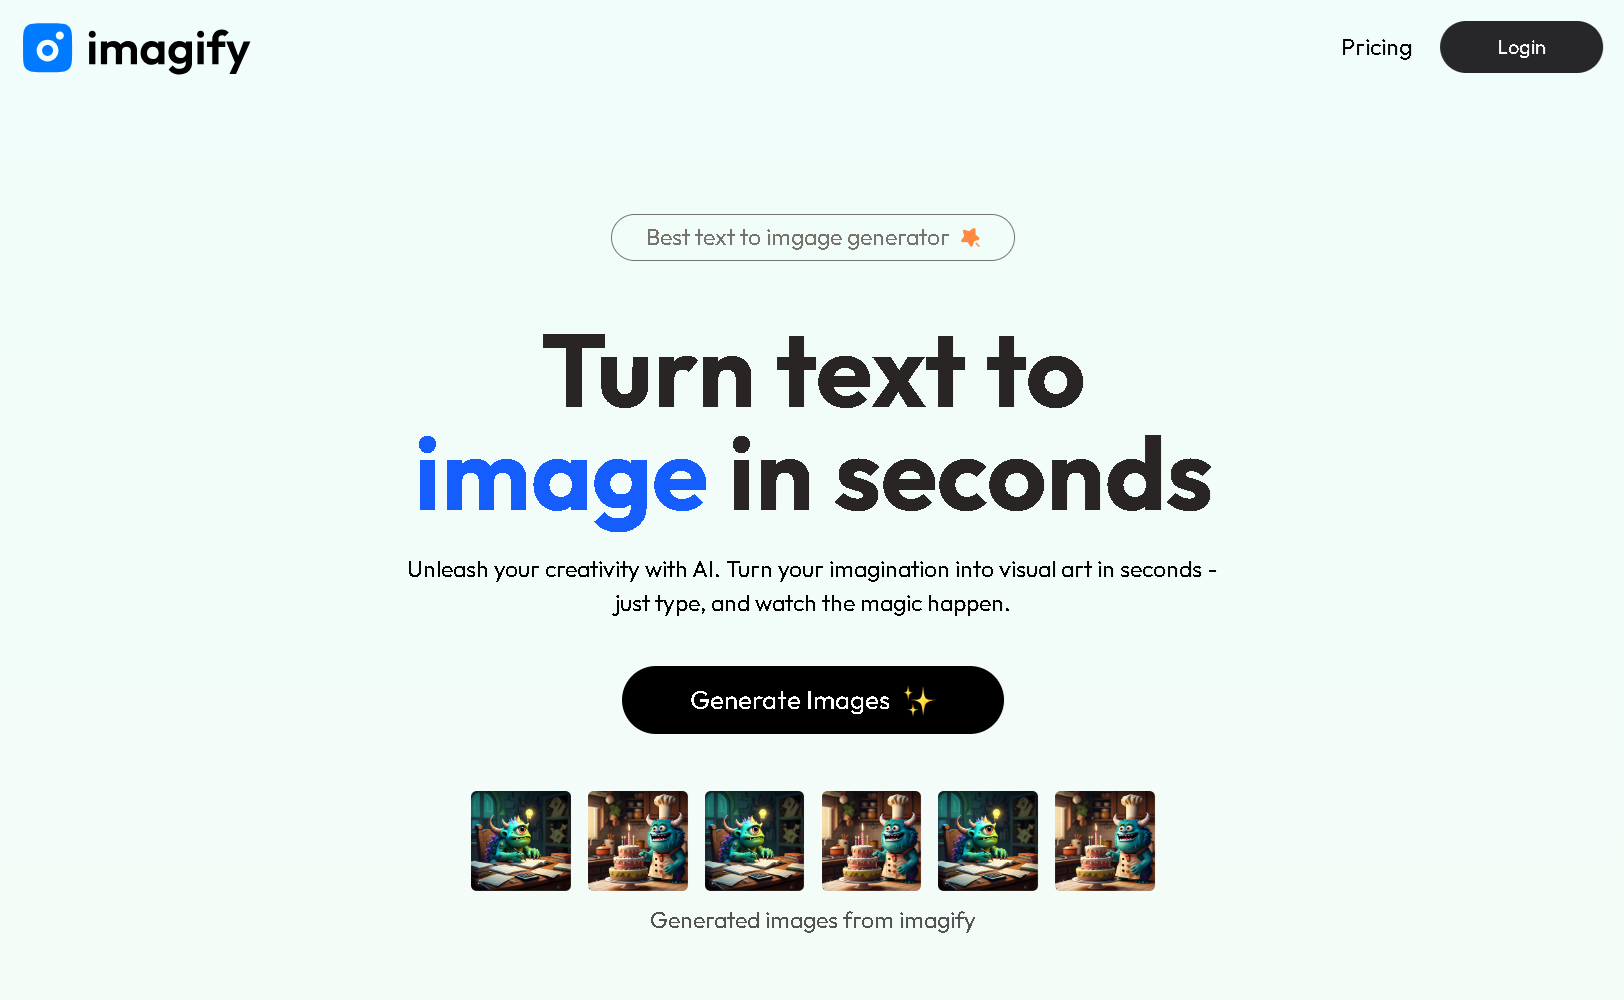 imagify
Pricing
Login
Best text to imgage generator
Turn text to
image in seconds
Unleash your creativity with AI. Turn your imagination into visual art in seconds -
just type, and watch the magic happen.
Generate Images ✨
Generated images from imagify